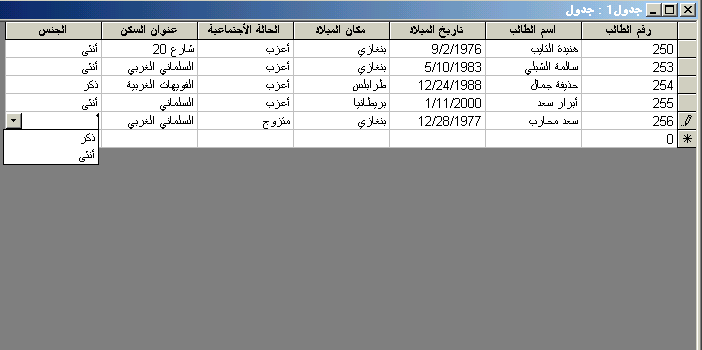 جدول1 : جدول
رقم الطالب اسم الطالب تاريخ الميلاد مكان الميلاد الحالة الأجتماعية عنوان السكن الجنس
250 هنيدة الثايب 9/2/1976 بنغازي أعزب شارع 20 أنثى
253 سالمة الشبلي 5/10/1983 بنغازي أعزب السلماني الغربي أنثى
254 حذيفة جمال 12/24/1988 طرابلس أعزب الفويهات الغربية ذكر
255 أبرار سعد 1/11/2000 بريطانيا أعزب السلماني أنثى
256 سعد محارب 12/28/1977 بنغازي متزوج السلماني الغربي
0
ذكر
أنثى